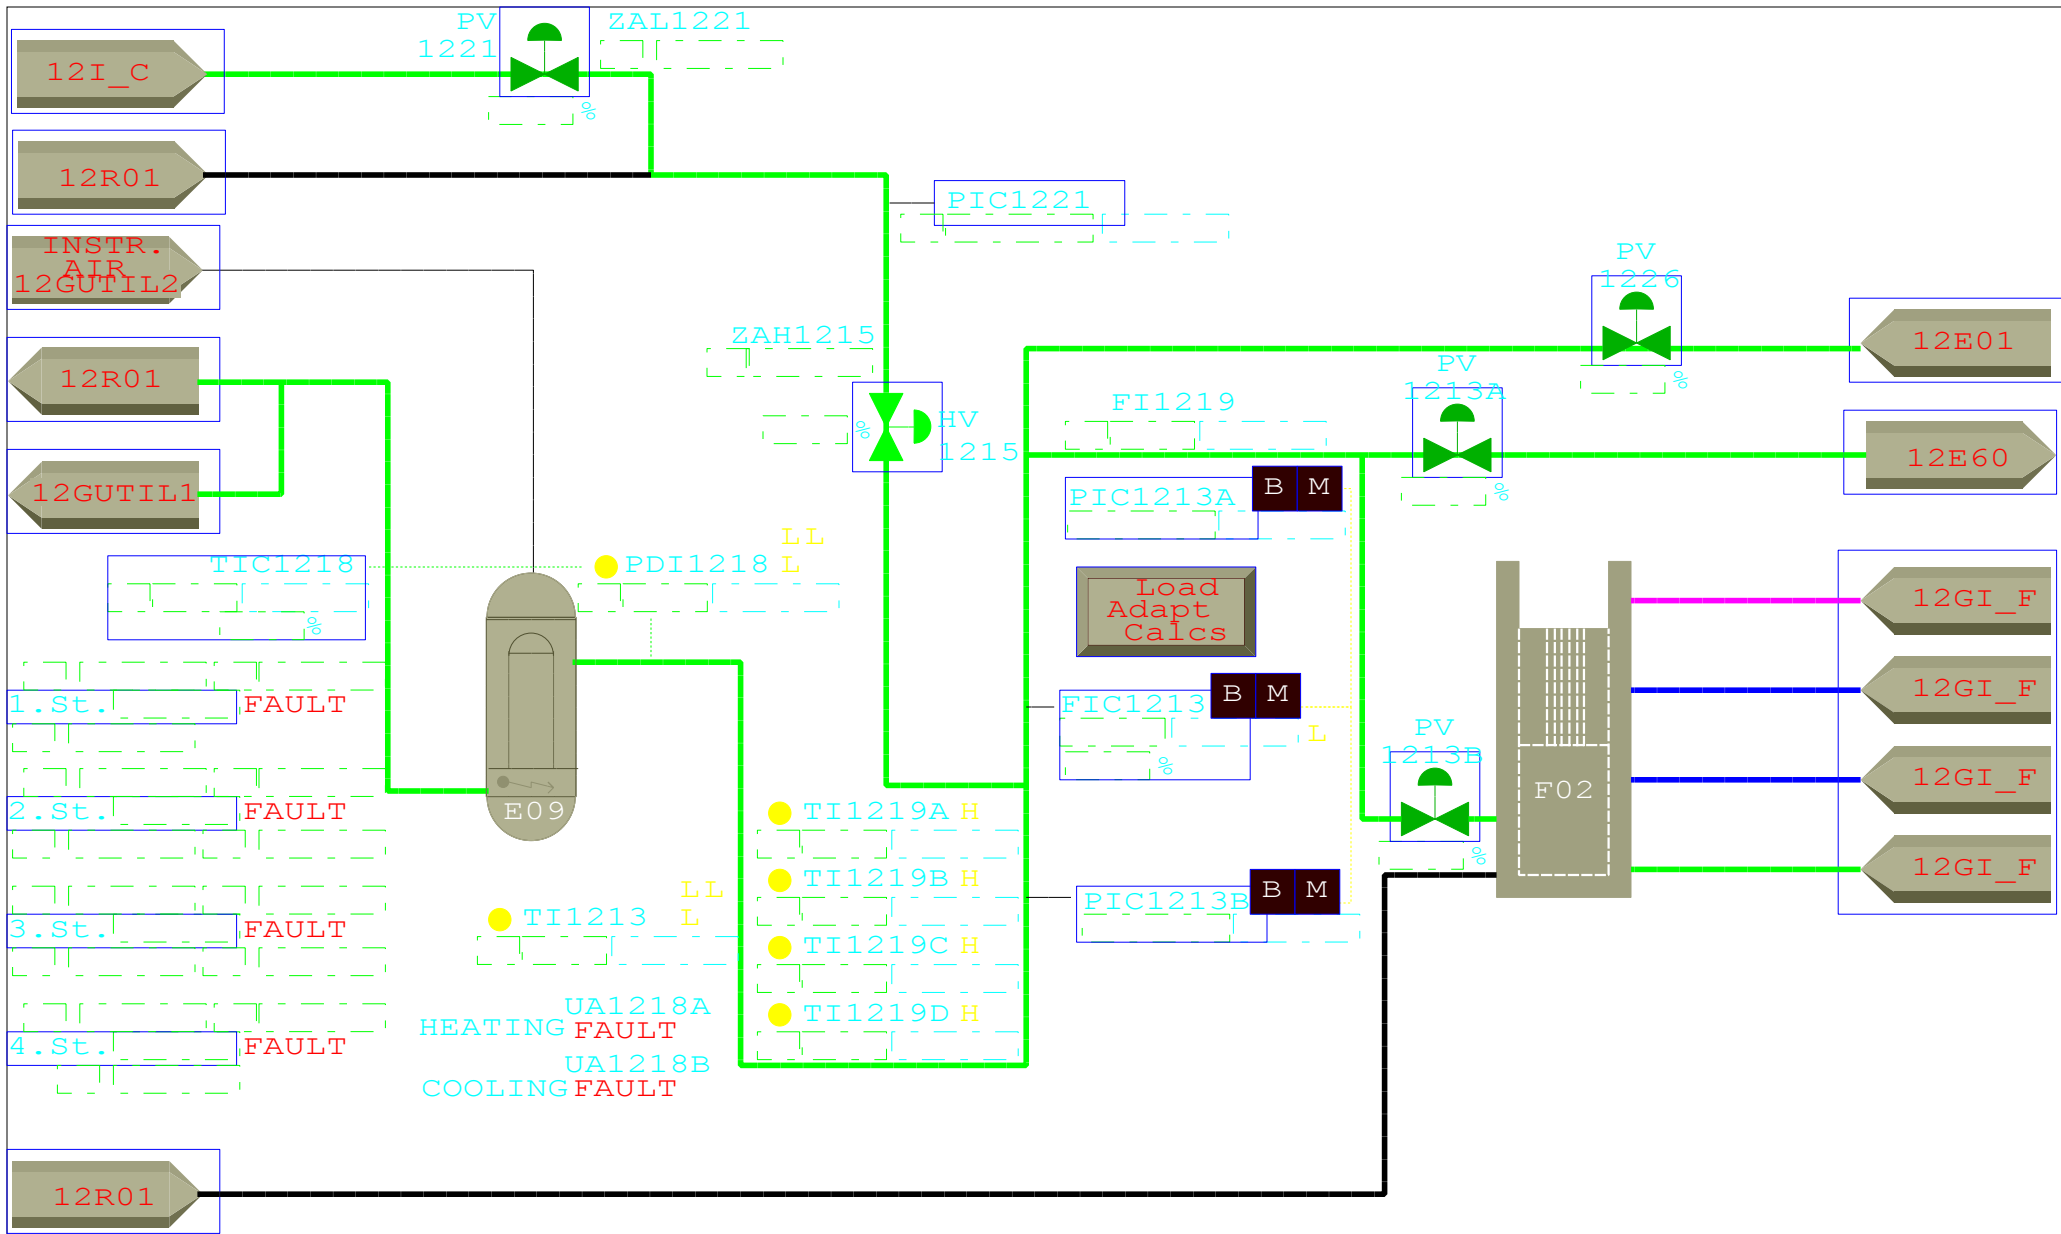 PV
1221
ZAL1221
12I_C
%
12R01
PIC1221
INSTR.
AIR
12GUTIL2
PV
1226
12E01
%
ZAH1215
12R01
PV
1213A
FI1219
HV
1215
%
12E60
12GUTIL1
PIC1213A
B M
%
LL
TIC1218
PDI1218 L
%
Load
Adapt
Calcs
12GI_F
1.St.
FAULT
FIC1213
B M
L
%
12GI_F
PV
1213B
12GI_F
F02
2.St.
FAULT
E09
TI1219A H
%
12GI_F
TI1219B H
LL
TI1213 L
PIC1213B
B M
3.St.
FAULT
TI1219C H
UA1218A
HEATING FAULT
TI1219D H
4.St.
FAULT
UA1218B
COOLING FAULT
12R01